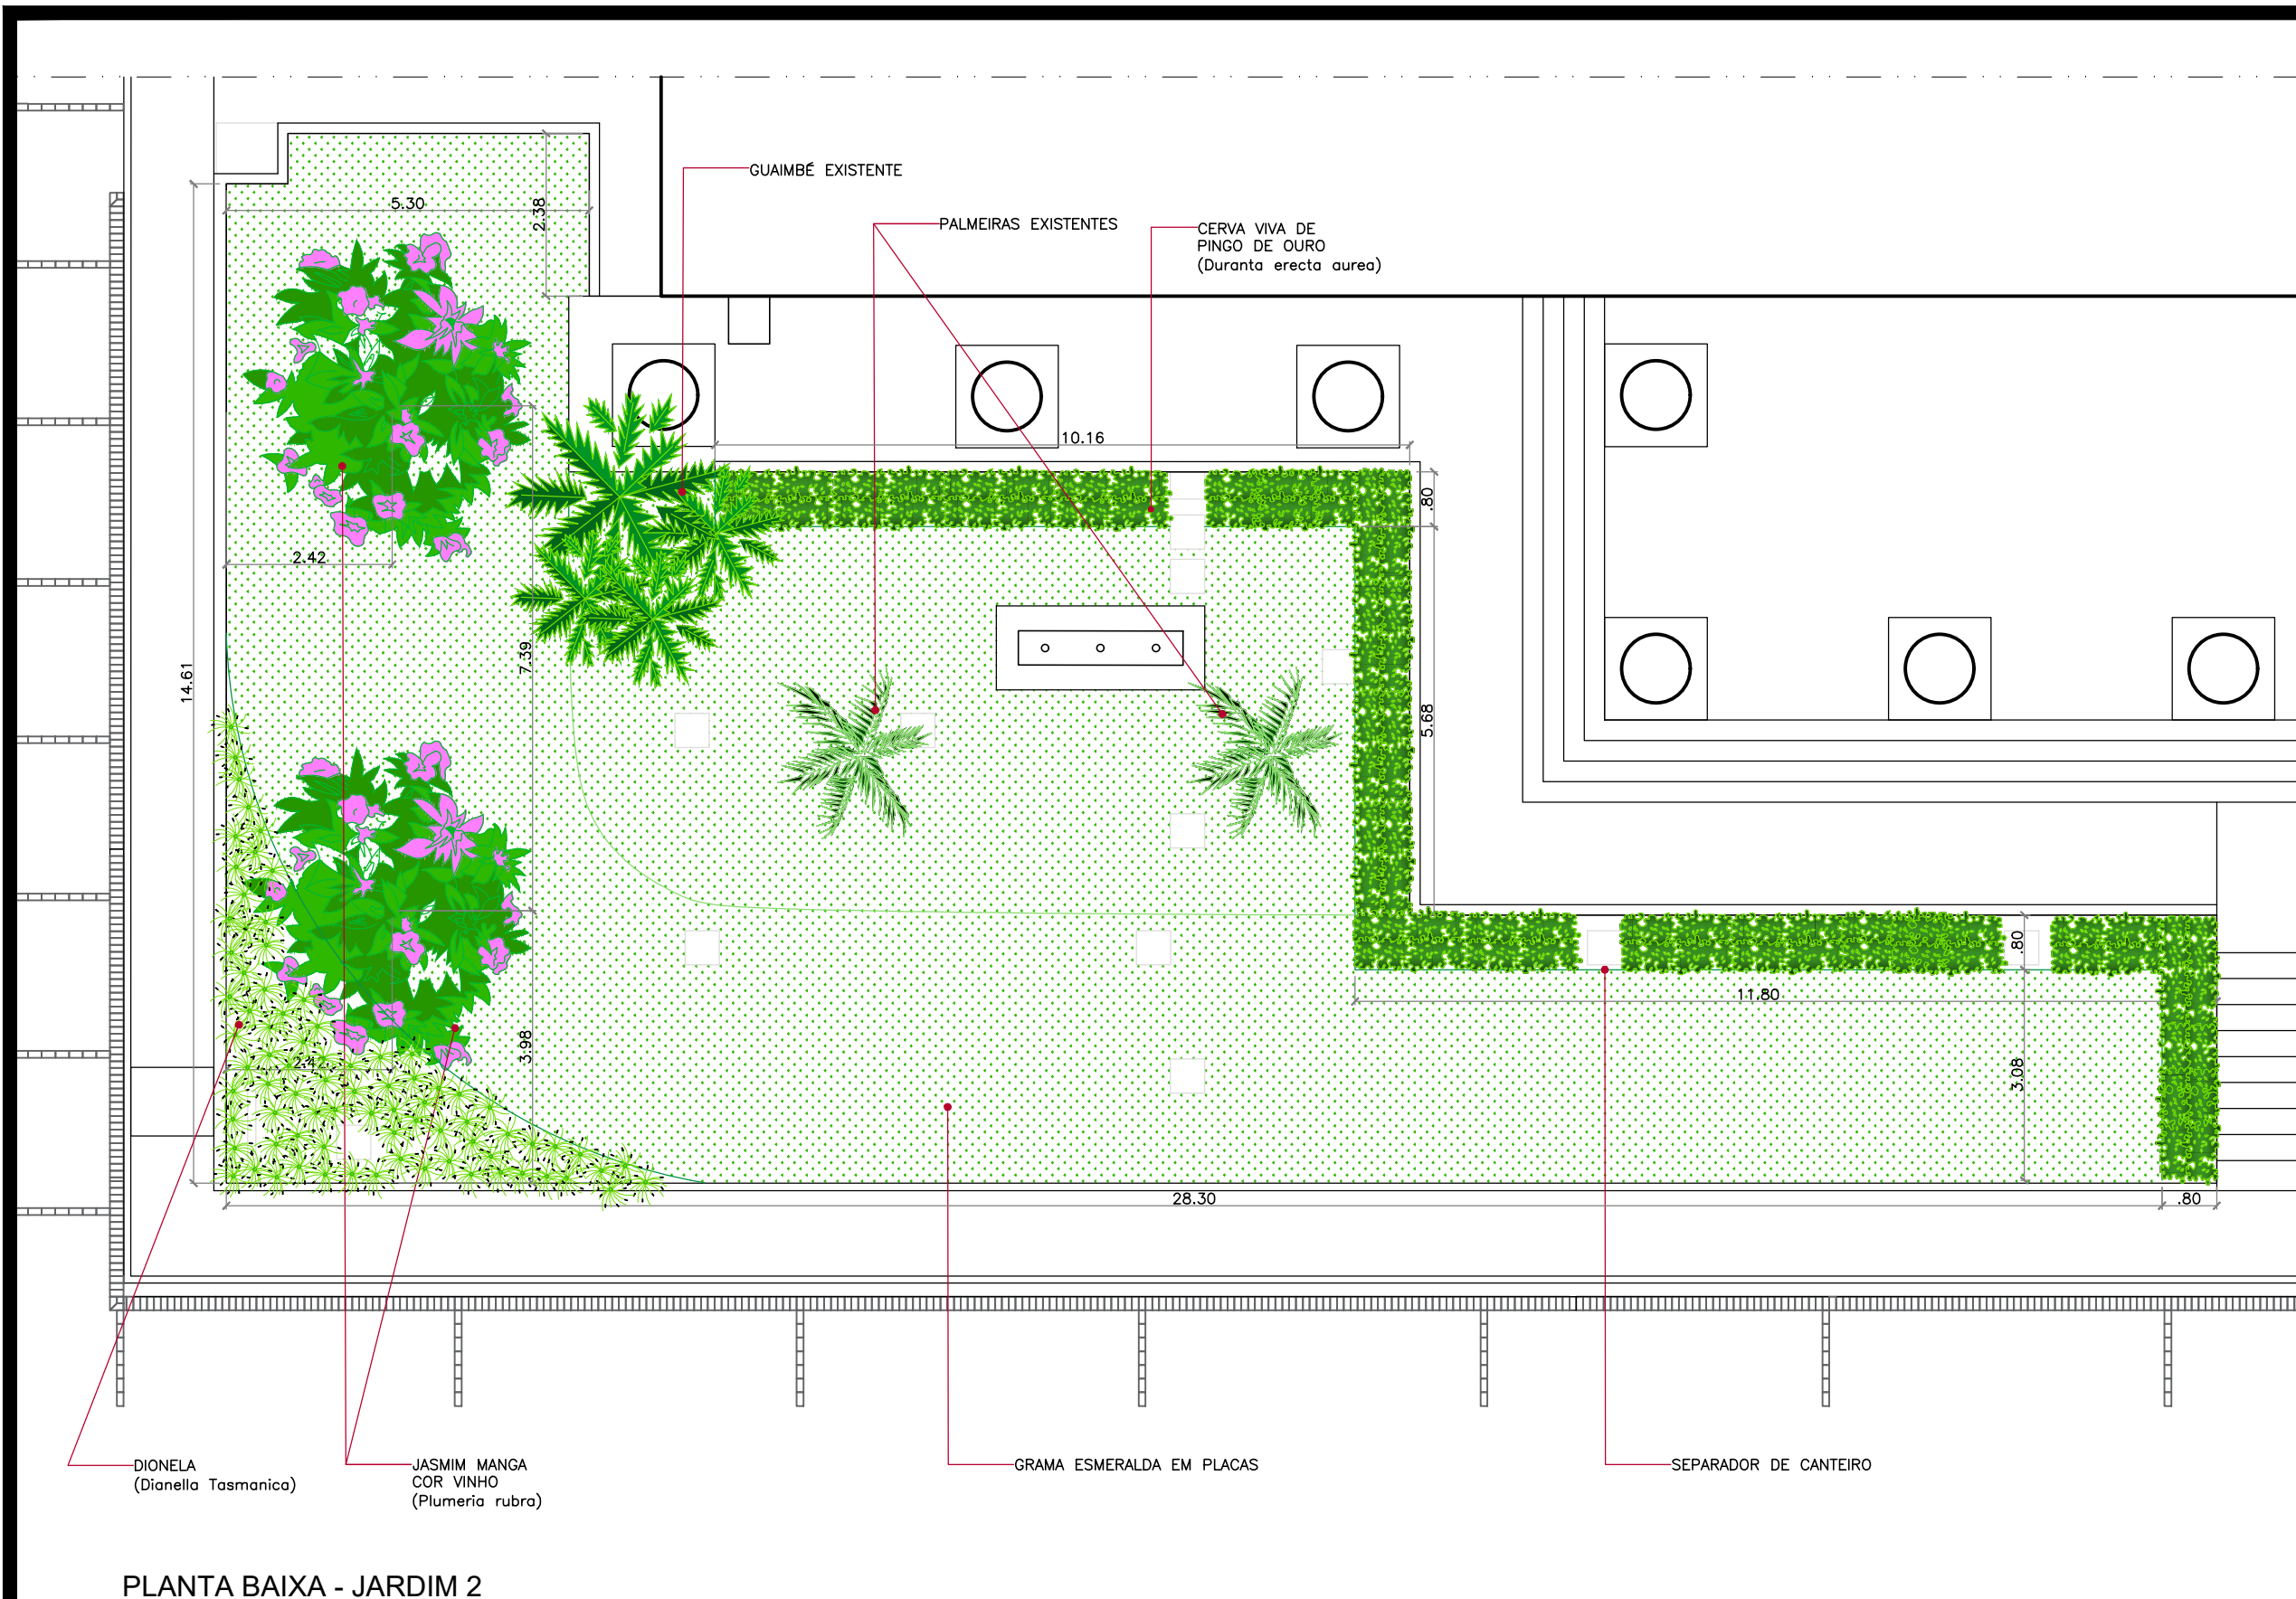 GUAIMBÉ EXISTENTE
5.30
2.38
PALMEIRAS EXISTENTES
CERVA VIVA DE
PINGO DE OURO
(Duranta erecta aurea)
10.16
.80
2.42
7.39
14.61
5.68
.80
11.80
3.98
2.42
3.08
28.30
.80
DIONELA
(Dianella Tasmanica)
JASMIM MANGA
COR VINHO
(Plumeria rubra)
GRAMA ESMERALDA EM PLACAS
SEPARADOR DE CANTEIRO
PLANTA BAIXA - JARDIM 2